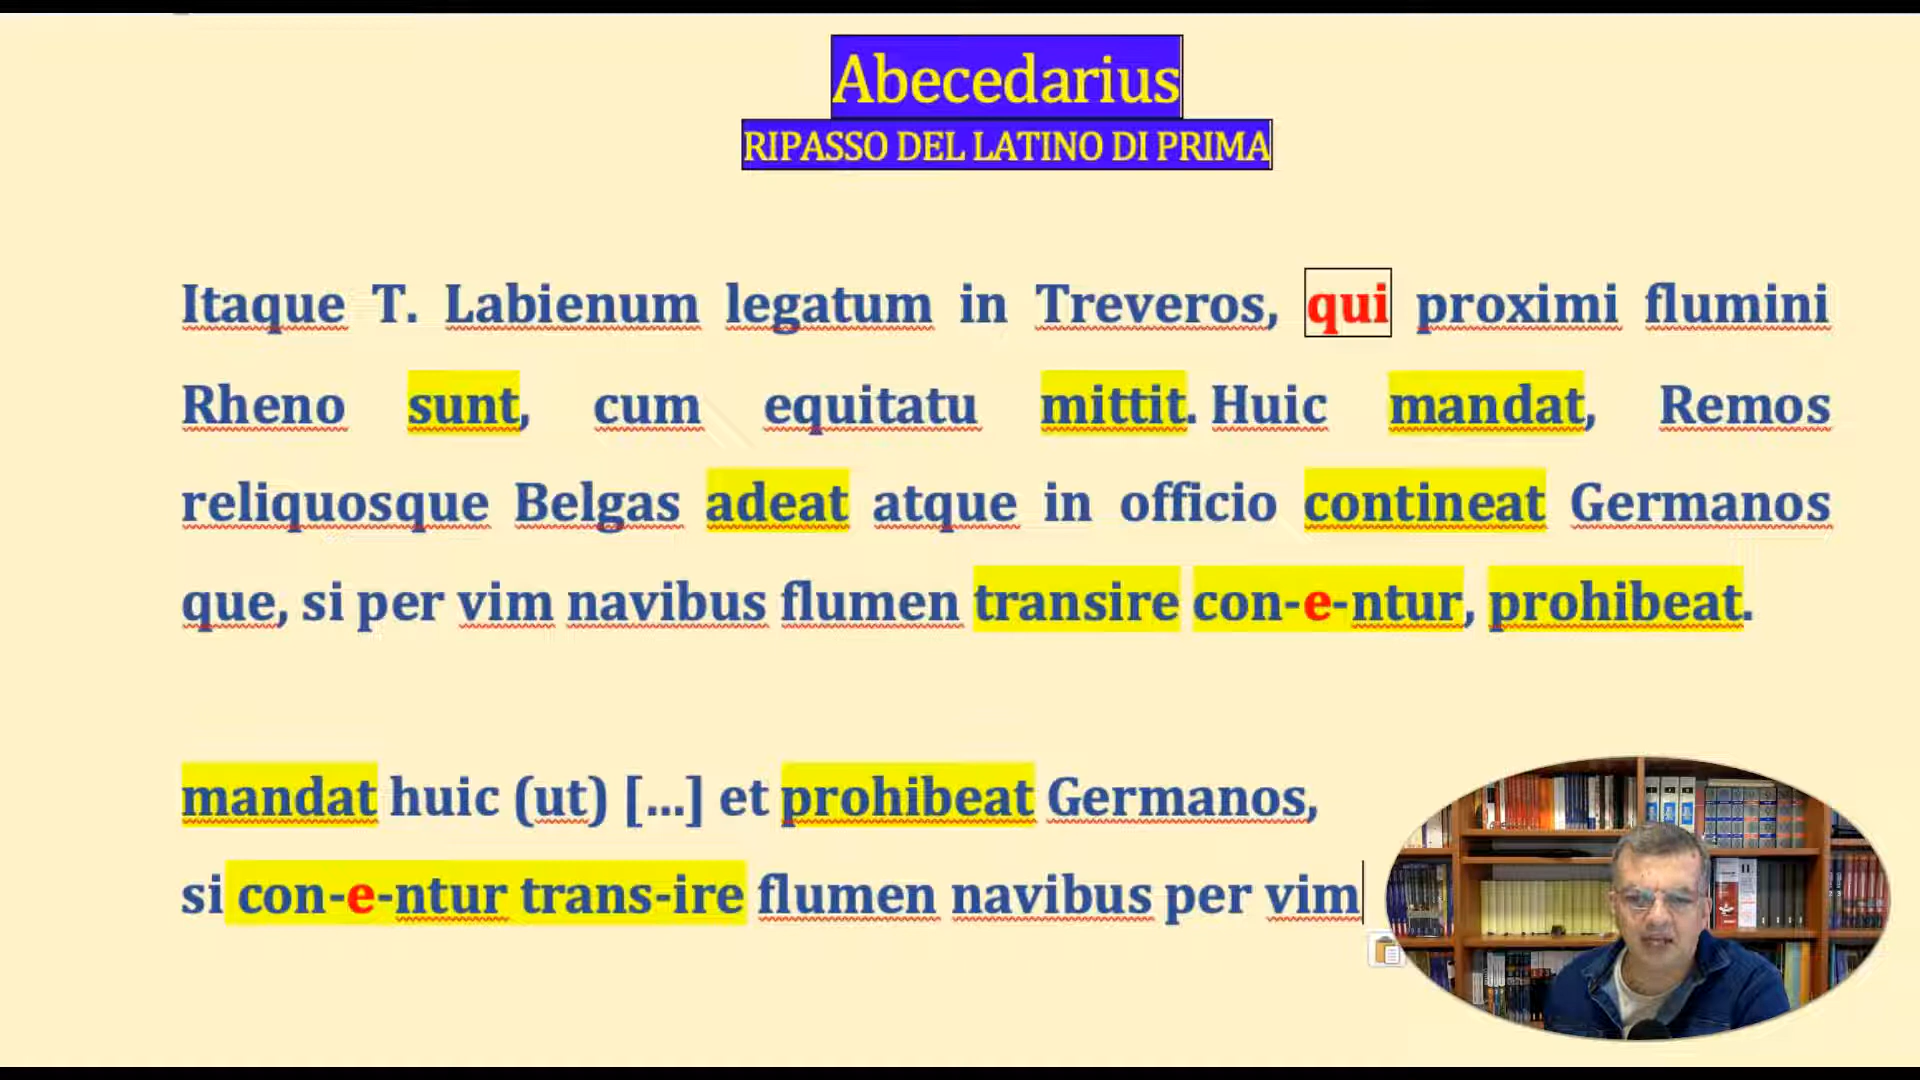 Abecedarius
RIPASSO DEL LATINO DI PRIMA
Itaque T. Labienum legatum in Treveros, qui proximi flumini
Rheno sunt, cum equitatu mittit. Huic mandat, Remos
reliquosque Belgas adeat atque in officio contineat Germanos
que, si per vim navibus flumen transire con-e-ntur, prohibeat.
mandat huic (ut) [...] et prohibeat Germanos,
si con-e-ntur trans-ire flumen navibus per vim